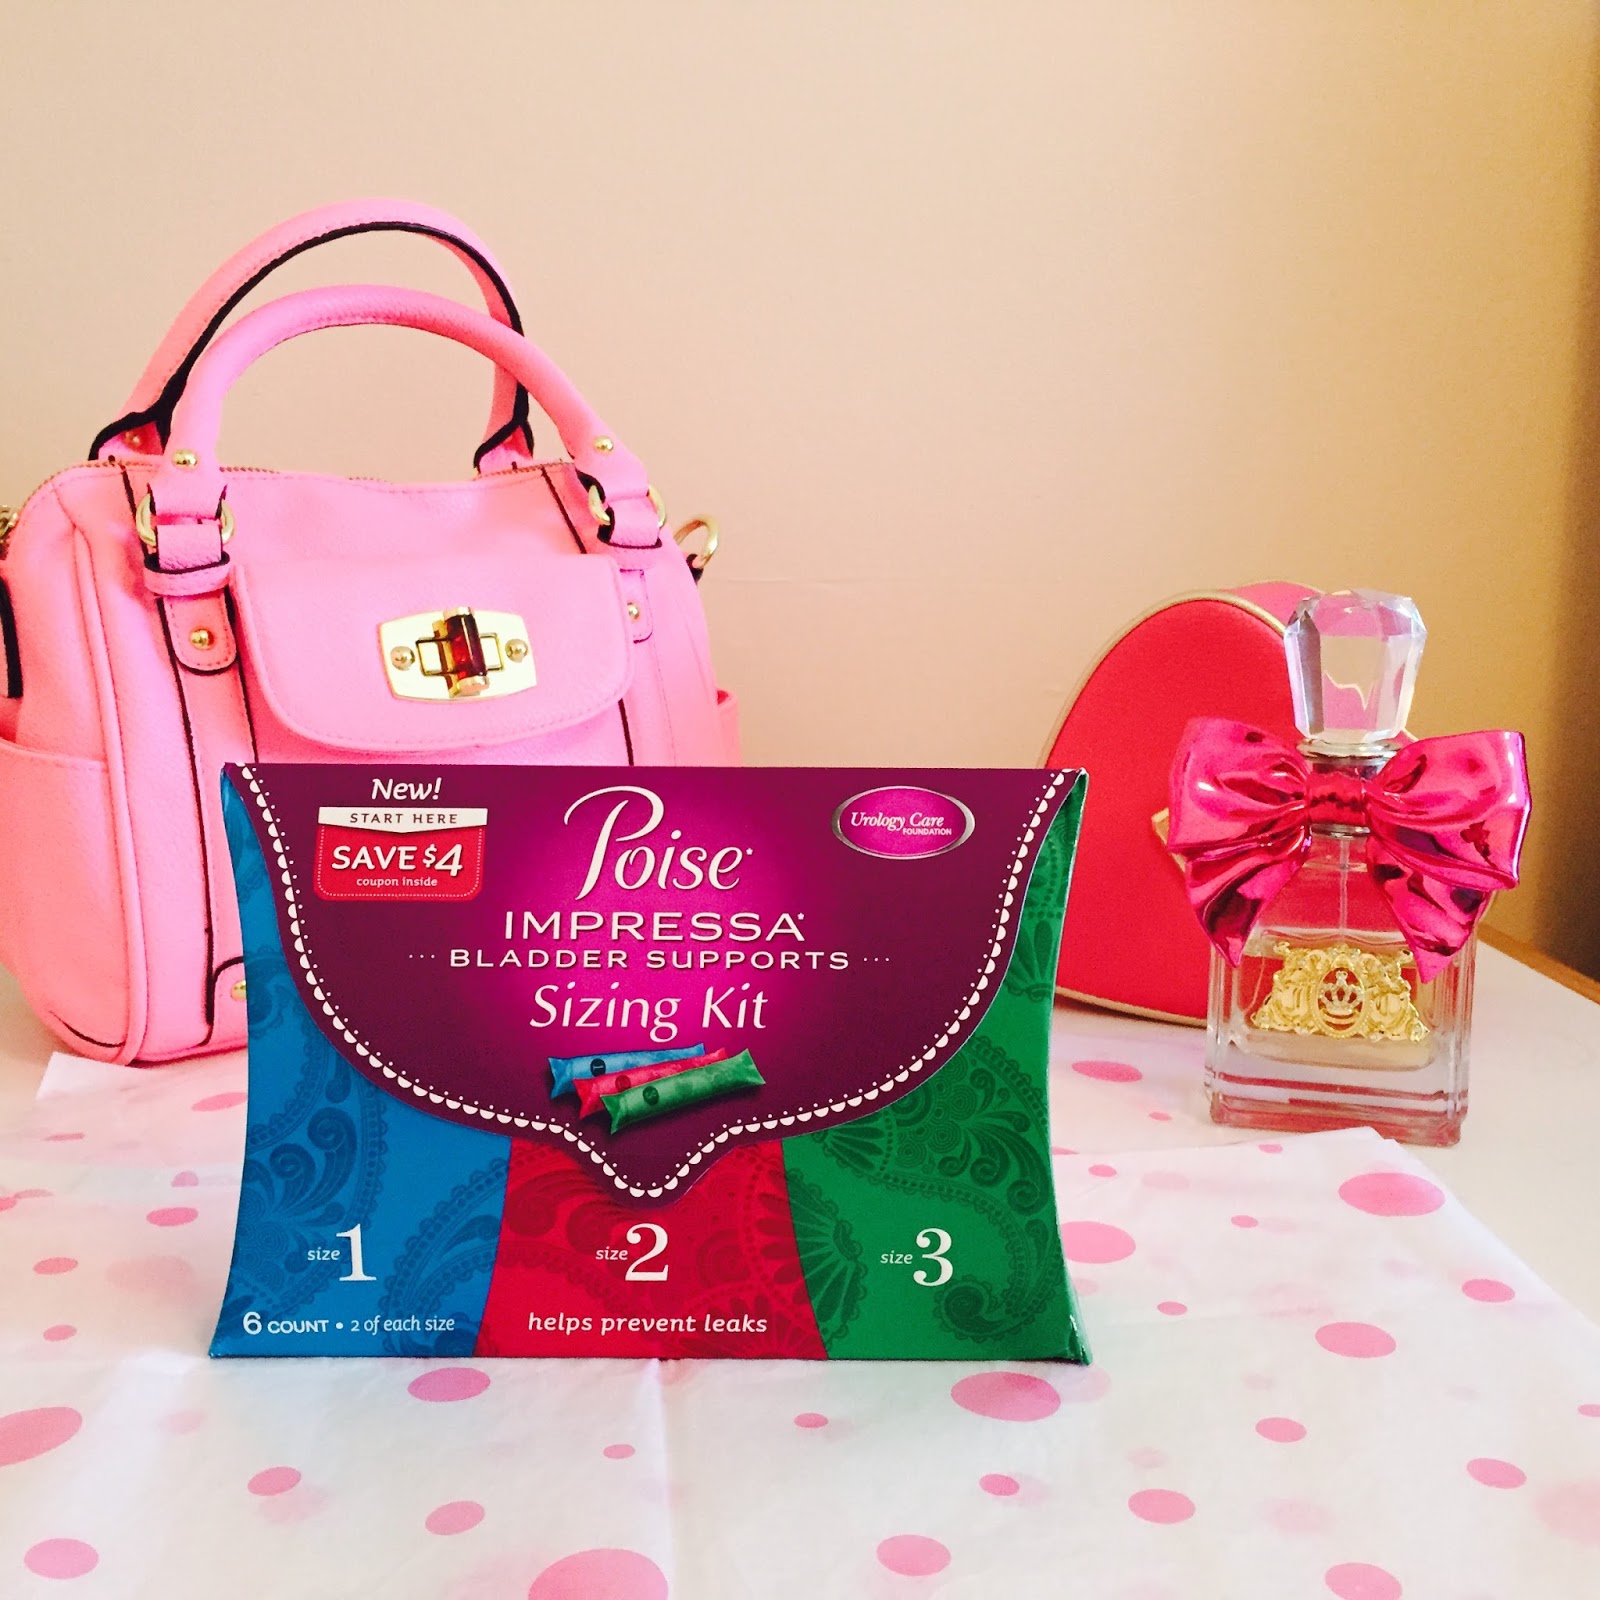 New!
START HERE
SAVE $4
coupon inside
Poise*
IMPRESSA*
··· BLADDER SUPPORTS ···
Sizing Kit
Urology Care
FOUNDATION
size 1
size 2
size 3
6 COUNT • 2 of each size
helps prevent leaks